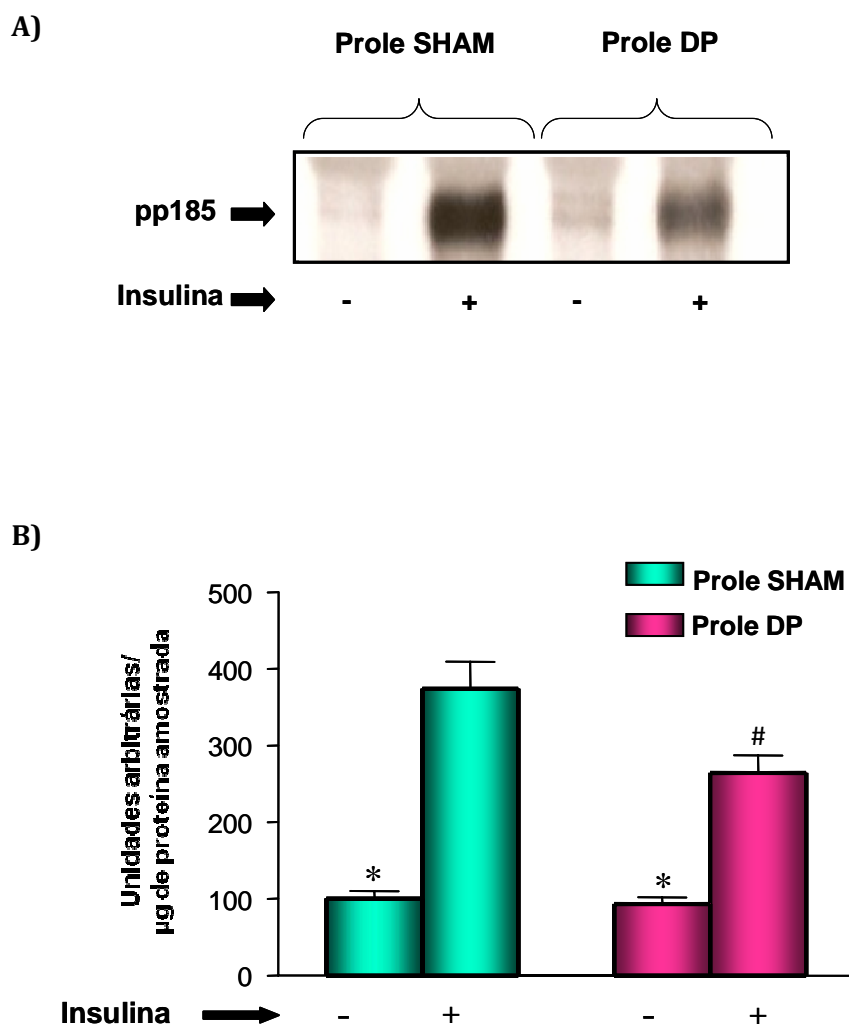 A)
Prole SHAM Prole DP
pp185
Insulina - + - +
B)
Prole SHAM
Prole DP
Unidades arbitrárias/
µg de proteína amostrada
500
400
300
200
100
0
* * #
Insulina - + - +